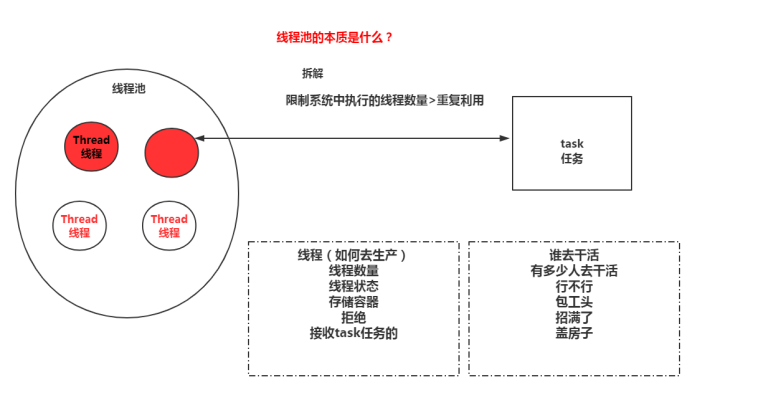 线程池的本质是什么？
拆解
限制系统中执行的线程数量>重复利用
线程池
Thread
线程
Thread
线程
Thread
线程
task
任务
线程（如何去生产）
线程数量
线程状态
存储容器
拒绝
接收task任务的
谁去干活
有多少人去干活
行不行
包工头
招满了
盖房子